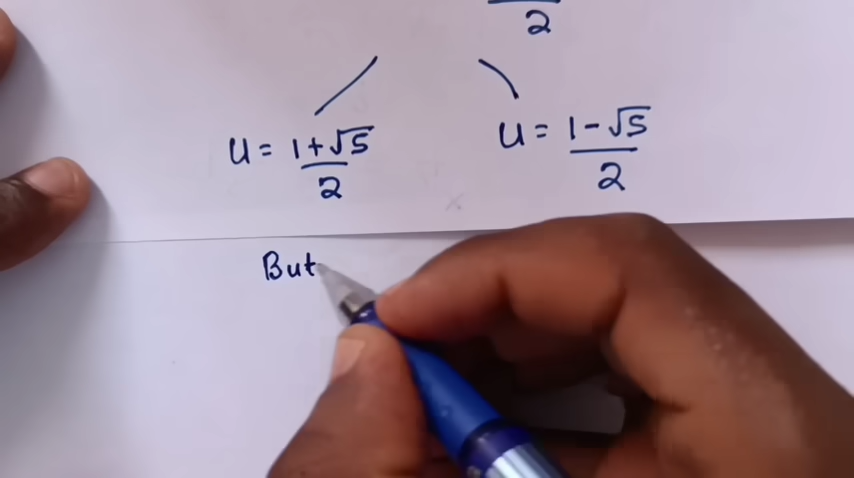 2
U = 1+√5/2
U = 1-√5/2
But